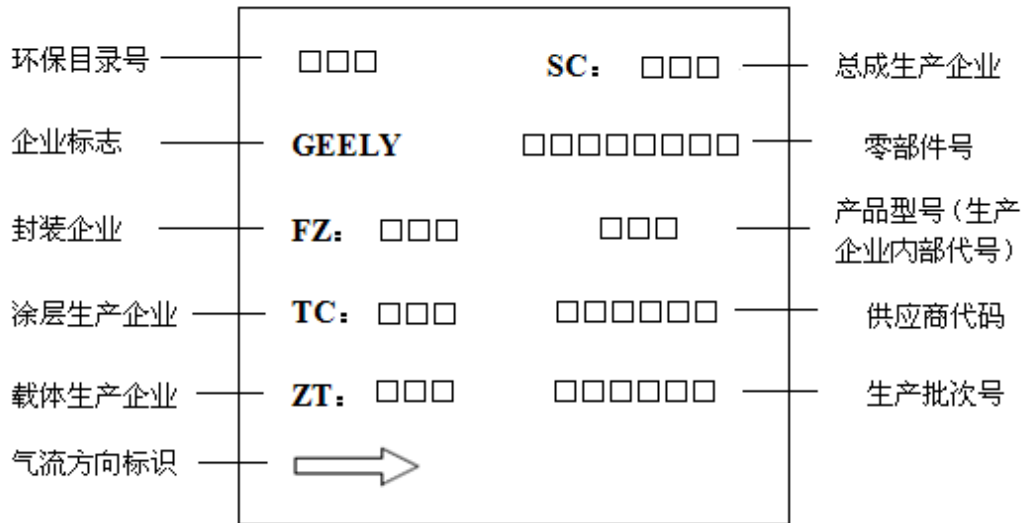 环保目录号 □□□ SC： □□□ 总成生产企业
企业标志 GEELY □□□□□□□□ 零部件号
封装企业 FZ： □□□ □□□ 产品型号（生产
企业内部代号）
涂层生产企业 TC： □□□ □□□□□□ 供应商代码
载体生产企业 ZT： □□□ □□□□□□ 生产批次号
气流方向标识